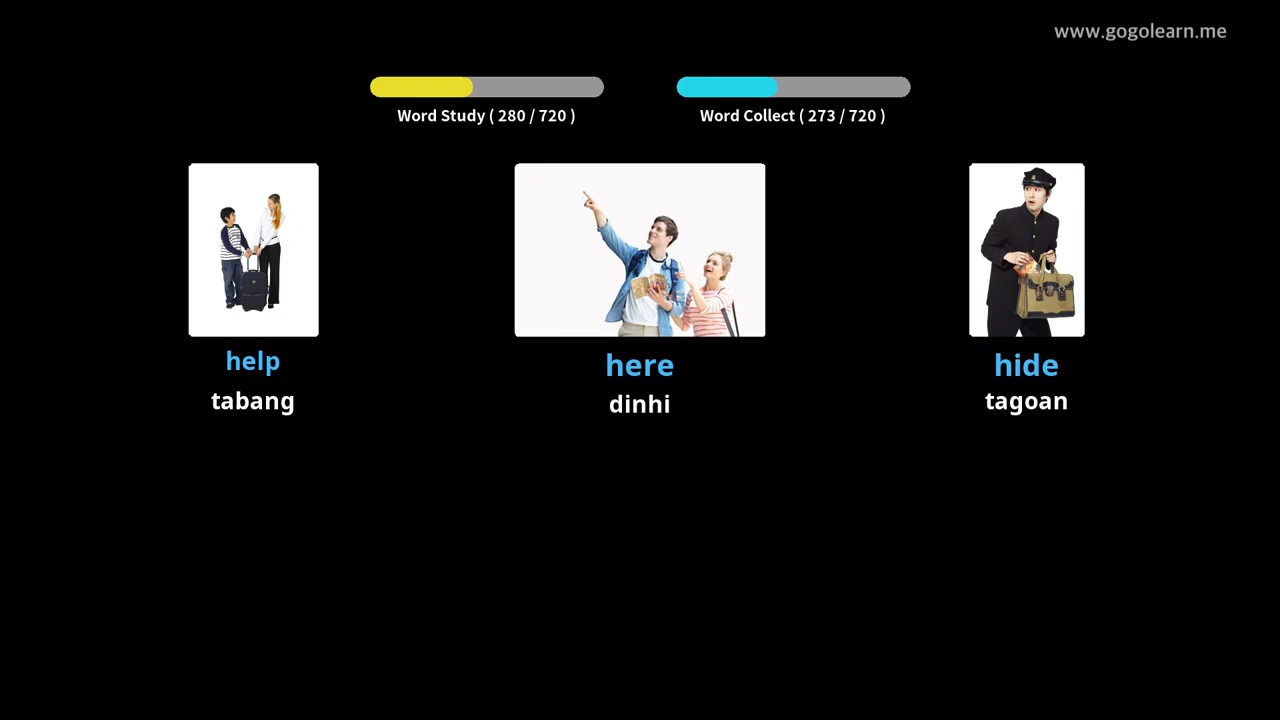 www.gogolearn.me
Word Study ( 280 / 720 )
Word Collect ( 273 / 720 )
help
here
hide
tabang
dinhi
tagoan